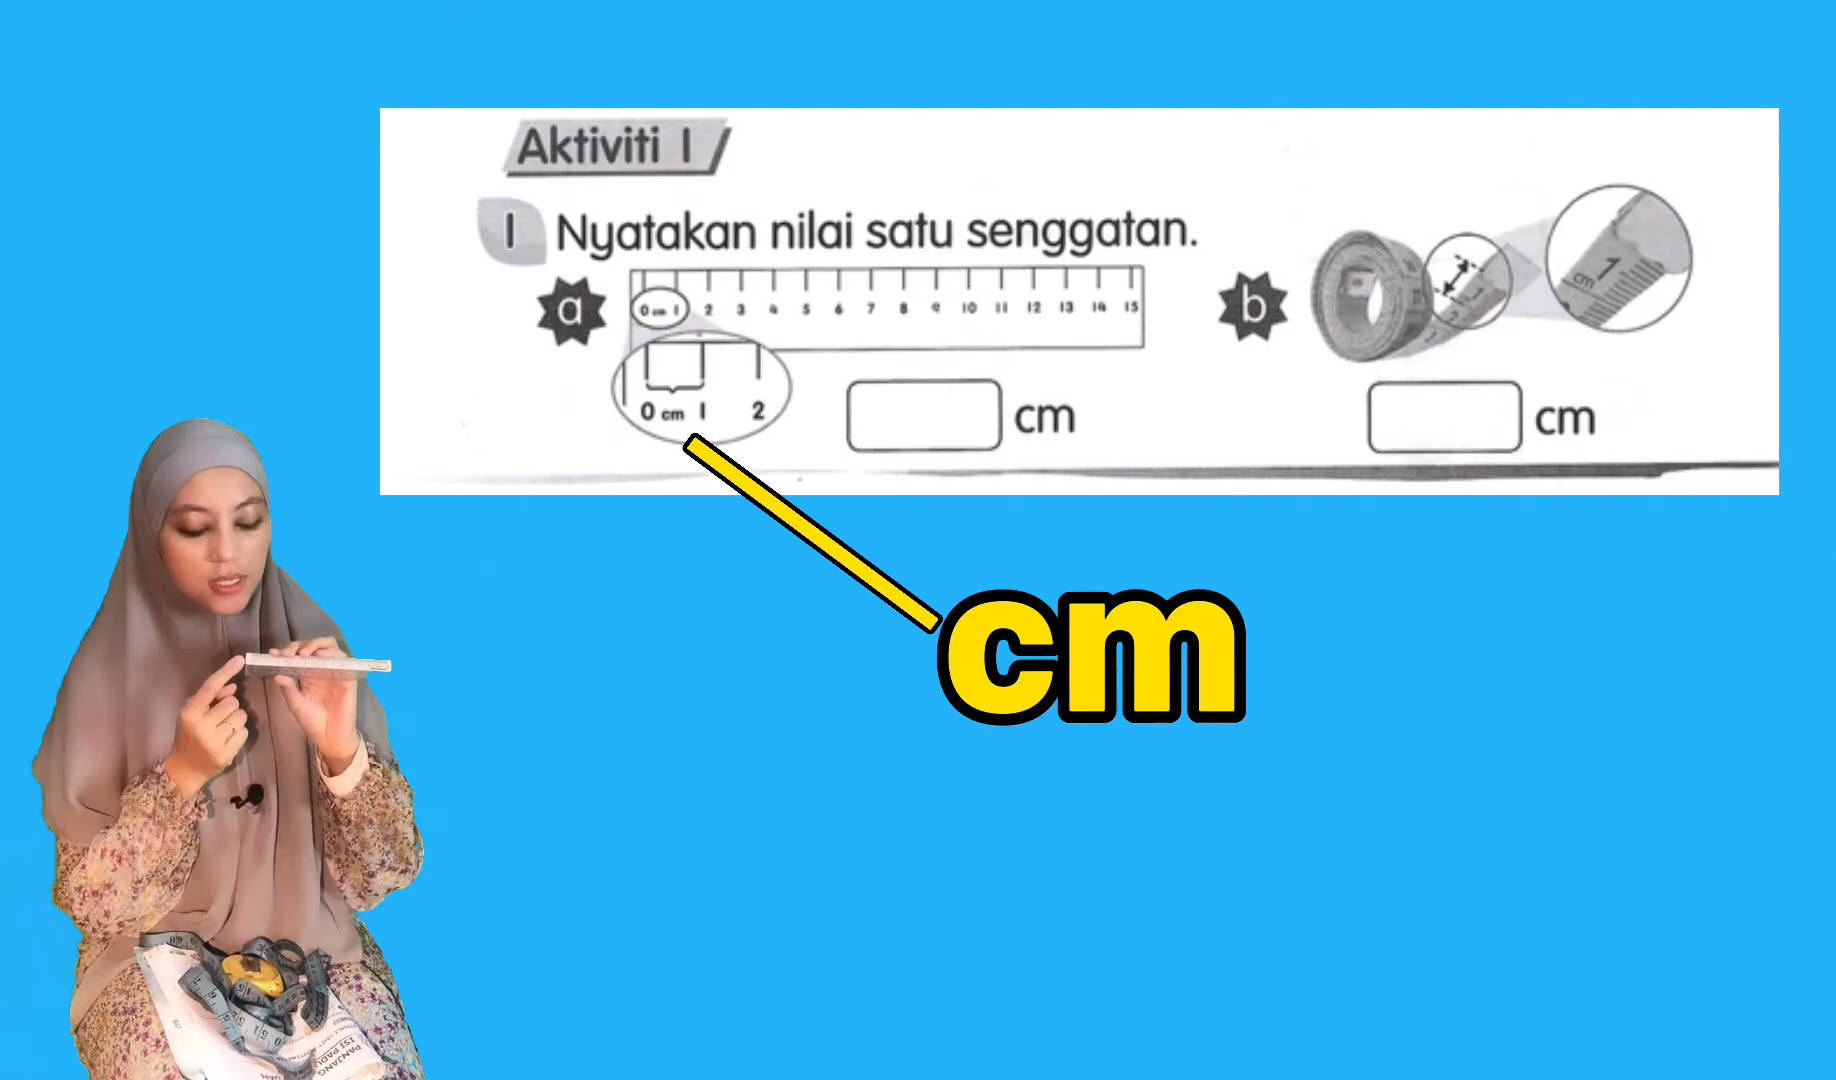 Aktiviti 1
1 Nyatakan nilai satu senggatan.
a
0 cm 1 2 3 4 5 6 7 8 9 10 11 12 13 14 15
0 cm 1 2
cm
b
cm 1
cm
cm
PANJANG